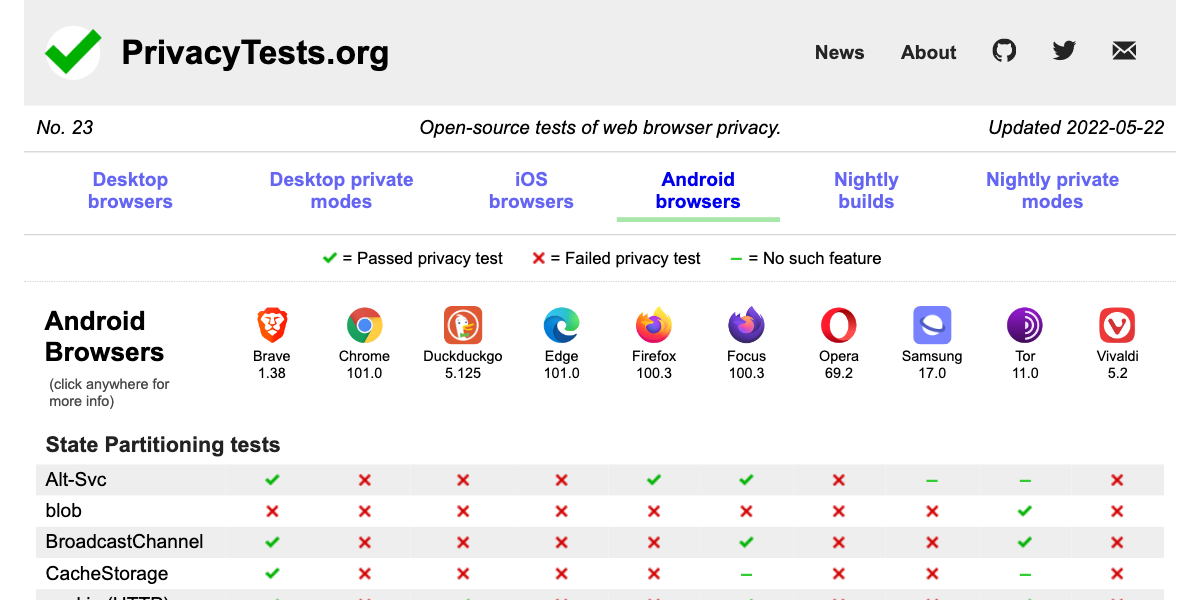 PrivacyTests.org
News About
No. 23 Open-source tests of web browser privacy. Updated 2022-05-22
Desktop browsers Desktop private modes iOS browsers Android browsers Nightly builds Nightly private modes
= Passed privacy test = Failed privacy test = No such feature
Android
Browsers
(click anywhere for
more info)
Brave Chrome Duckduckgo Edge Firefox Focus Opera Samsung Tor Vivaldi
1.38 101.0 5.125 101.0 100.3 100.3 69.2 17.0 11.0 5.2
State Partitioning tests
Alt-Svc
blob
BroadcastChannel
CacheStorage